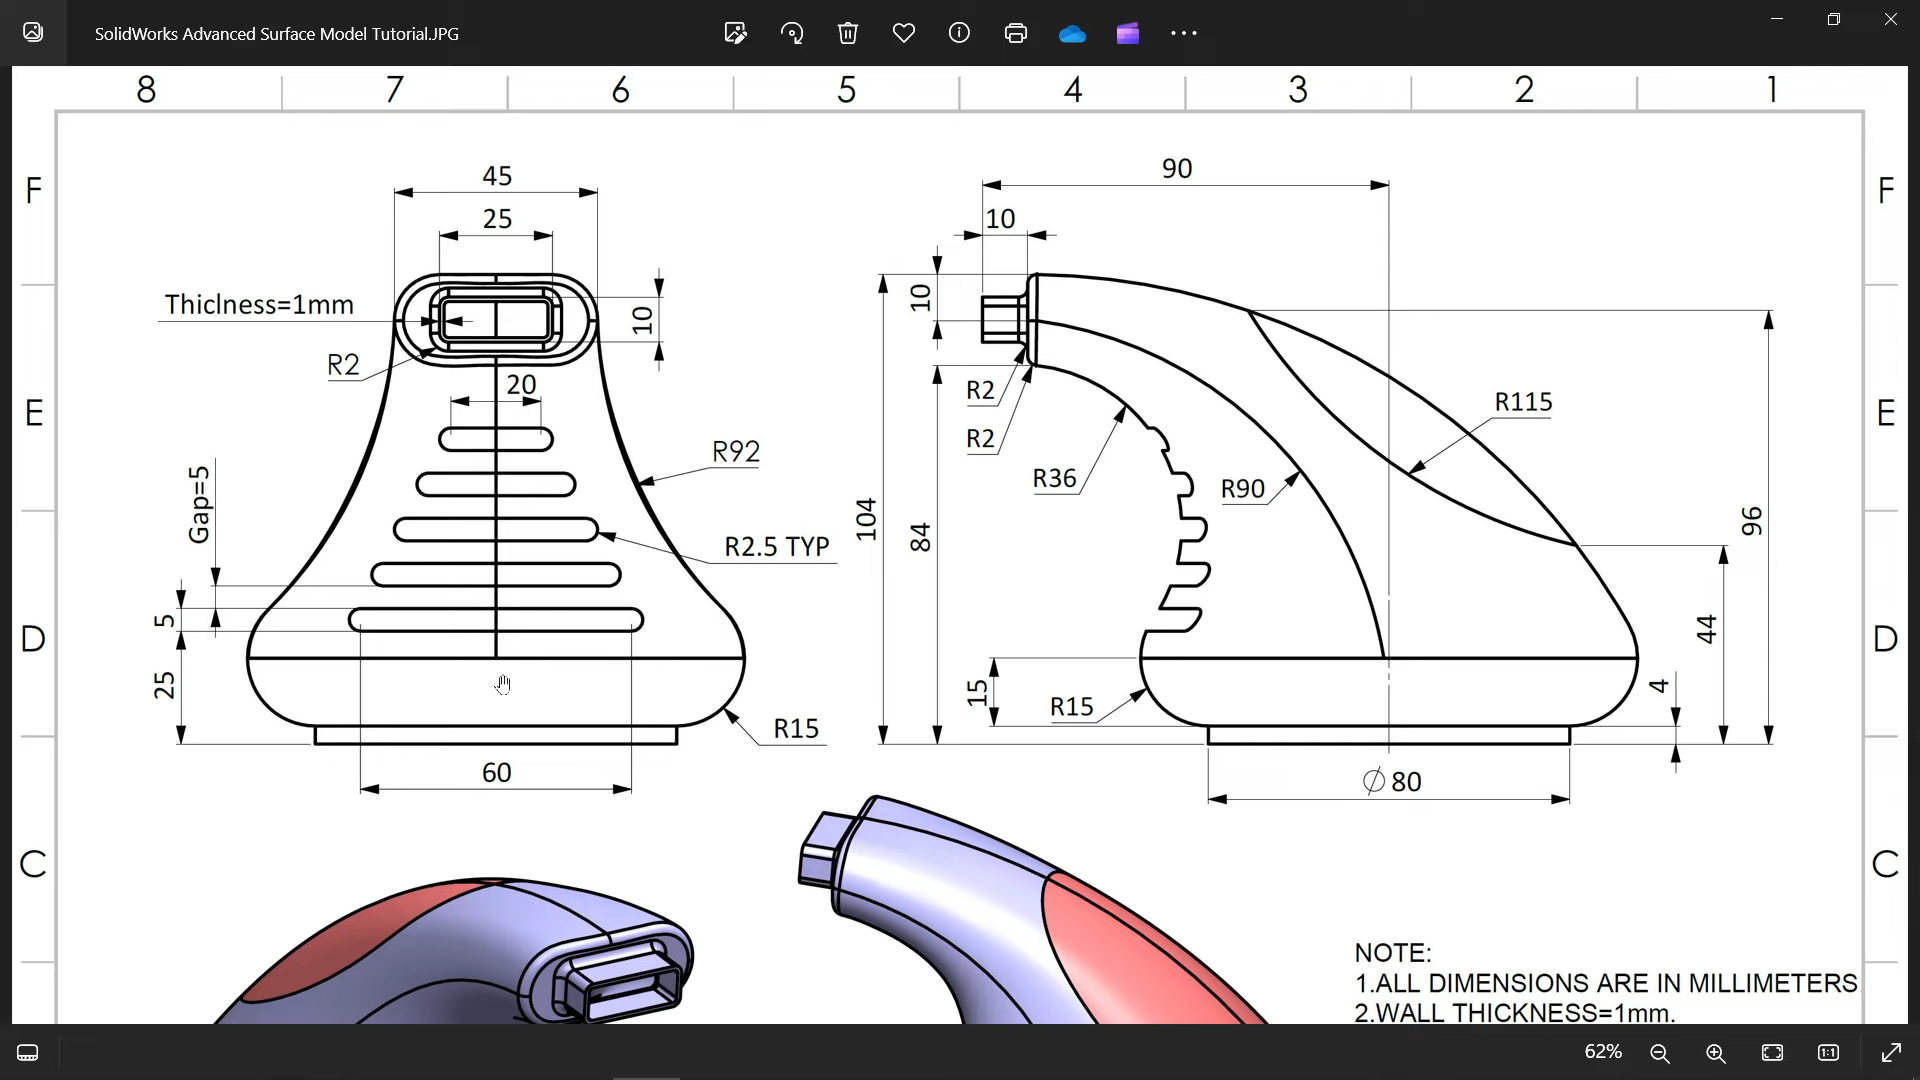 SolidWorks Advanced Surface Model Tutorial.JPG
8 7 6 5 4 3 2 1
F
F
45
90
25
10
Thiclness=1mm
10
10
R2
20
R2
E
E
R115
R2
R92
R36
R90
Gap=5
104
84
96
R2.5 TYP
5
D
D
44
25
15
4
R15
R15
60
∅80
C
C
NOTE:
1.ALL DIMENSIONS ARE IN MILLIMETERS
2.WALL THICKNESS=1mm.
62%
1:1